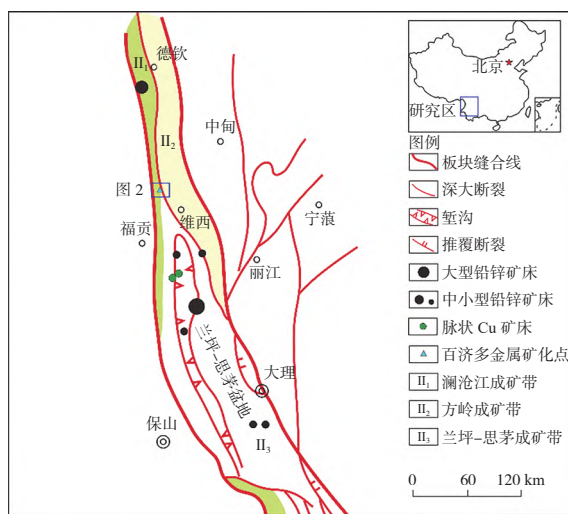 德钦
II₁
中甸
II₂
图 2
维西
福贡
宁蒗
丽江
兰坪-思茅盆地
大理
保山
II₃
北京
研究区
图例
板块缝合线
深大断裂
堑沟
推覆断裂
大型铅锌矿床
中小型铅锌矿床
脉状 Cu 矿床
百济多金属矿化点
II₁ 澜沧江成矿带
II₂ 方岭成矿带
II₃ 兰坪-思茅成矿带
0 60 120 km